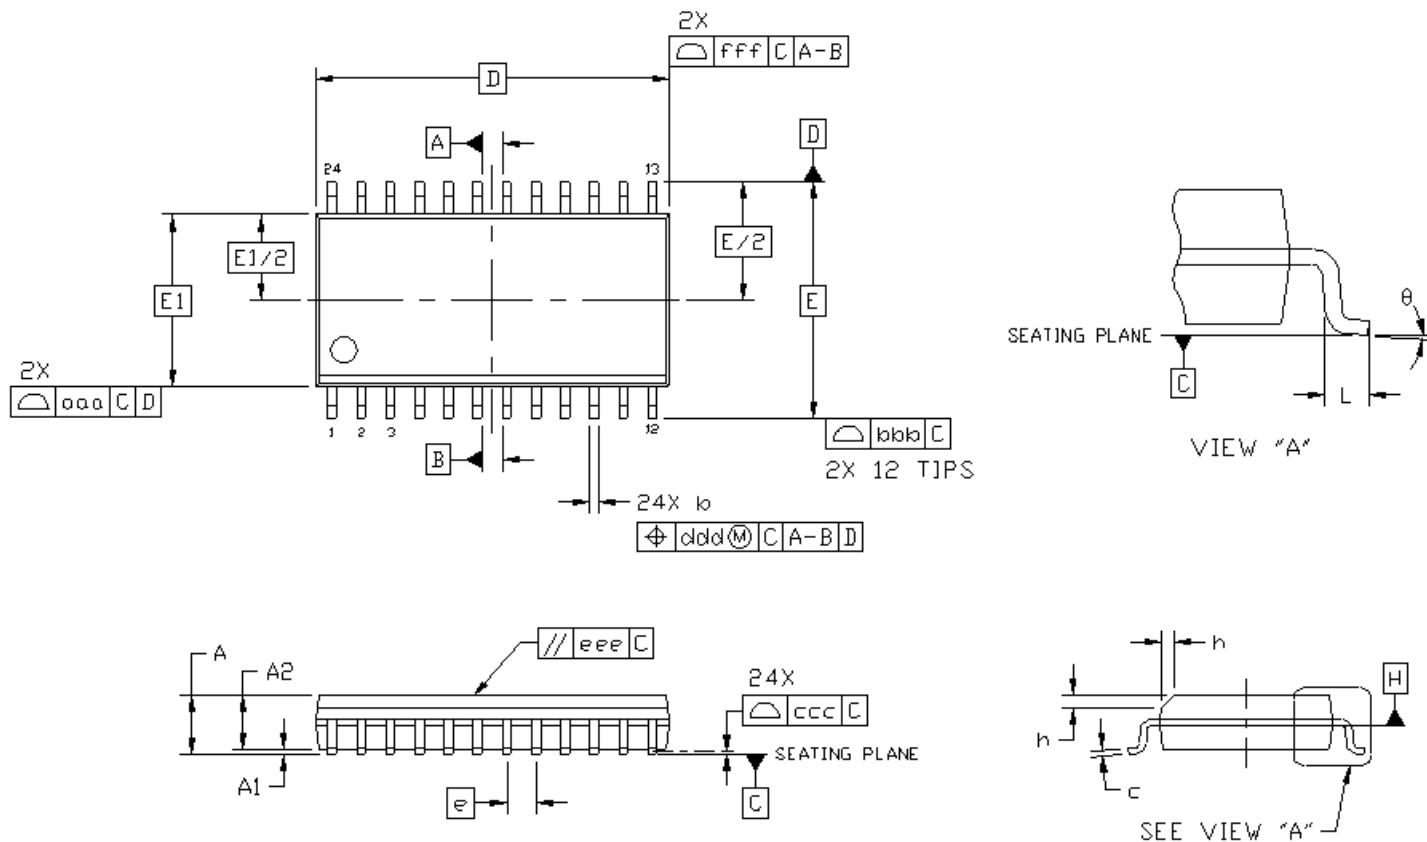 2X
⌓ fff C A-B
D
A
D
24
13
E1/2
E/2
E1
E
2X
⌓ aaa C D
1 2 3
12
B
⌓ bbb C
2X 12 TIPS
24X b
⌖ ddd Ⓜ C A-B D
θ
SEATING PLANE
C
L
VIEW "A"
// eee C
A
A2
A1
24X
⌓ ccc C
SEATING PLANE
e
C
h
H
h
c
SEE VIEW "A"